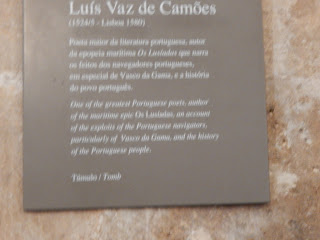 Luís Vaz de Camões
(1524/5 - Lisboa 1580)
Poeta maior da literatura portuguesa, autor
da epopeia marítima Os Lusíadas que narra
os feitos dos navegadores portugueses,
em especial de Vasco da Gama, e a história
do povo português.
One of the greatest Portuguese poets, author
of the maritime epic Os Lusíadas, an account
of the exploits of the Portuguese navigators,
particularly of Vasco da Gama, and the history
of the Portuguese people.
Túmulo / Tomb